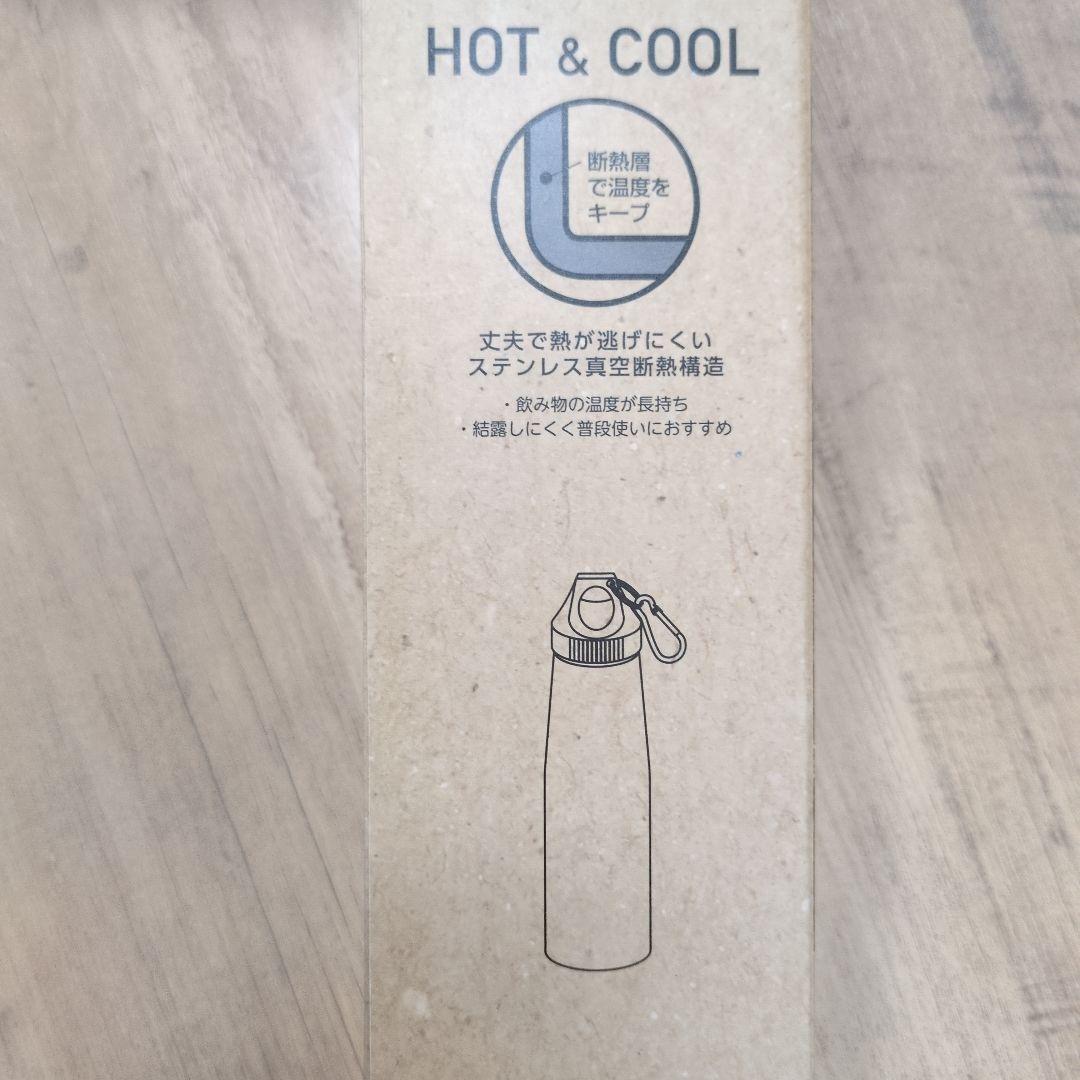 HOT & COOL
断熱層
で温度を
キープ
丈夫で熱が逃げにくい
ステンレス真空断熱構造
・飲み物の温度が長持ち
・結露しにくく普段使いにおすすめ